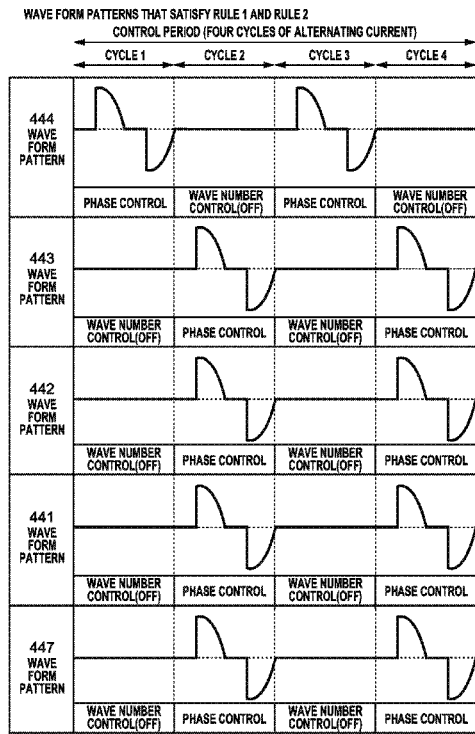 WAVE FORM PATTERNS THAT SATISFY RULE 1 AND RULE 2
CONTROL PERIOD (FOUR CYCLES OF ALTERNATING CURRENT)
CYCLE 1 CYCLE 2 CYCLE 3 CYCLE 4
444
WAVE
FORM
PATTERN
PHASE CONTROL WAVE NUMBER CONTROL(OFF) PHASE CONTROL WAVE NUMBER CONTROL(OFF)
443
WAVE
FORM
PATTERN
WAVE NUMBER CONTROL(OFF) PHASE CONTROL WAVE NUMBER CONTROL(OFF) PHASE CONTROL
442
WAVE
FORM
PATTERN
WAVE NUMBER CONTROL(OFF) PHASE CONTROL WAVE NUMBER CONTROL(OFF) PHASE CONTROL
441
WAVE
FORM
PATTERN
WAVE NUMBER CONTROL(OFF) PHASE CONTROL WAVE NUMBER CONTROL(OFF) PHASE CONTROL
447
WAVE
FORM
PATTERN
WAVE NUMBER CONTROL(OFF) PHASE CONTROL WAVE NUMBER CONTROL(OFF) PHASE CONTROL